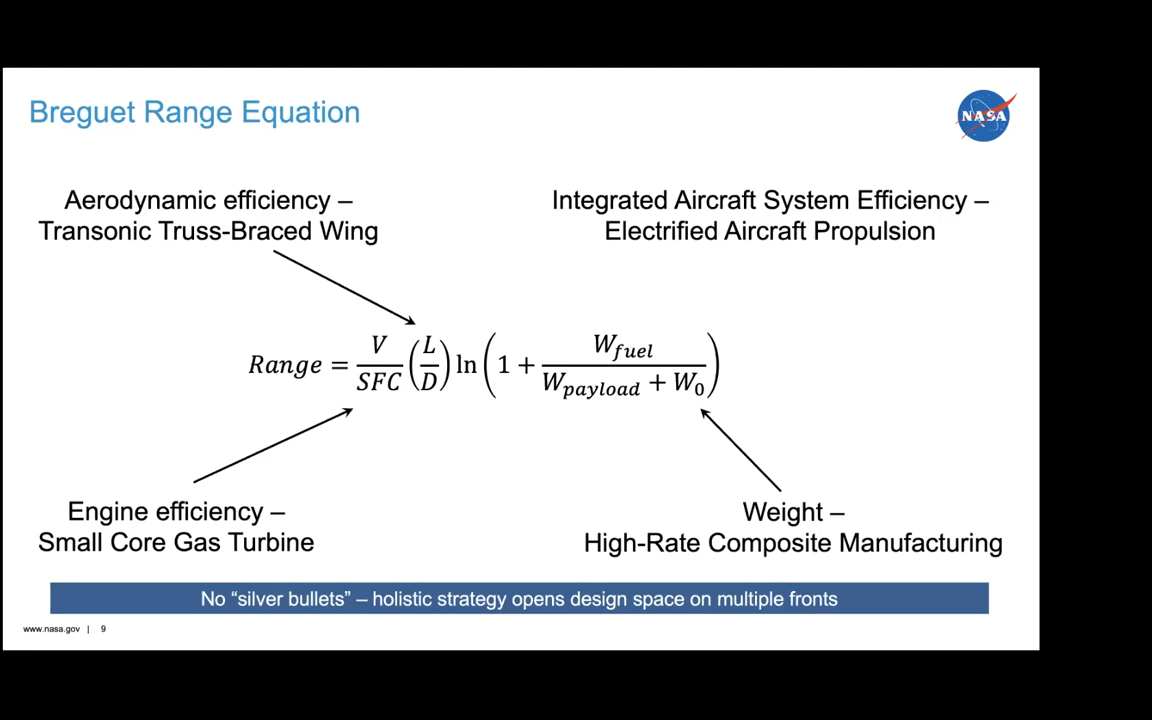 Breguet Range Equation
NASA
Aerodynamic efficiency –
Transonic Truss-Braced Wing
Integrated Aircraft System Efficiency –
Electrified Aircraft Propulsion
Range = V/SFC (L/D) ln(1 + W_fuel/(W_payload + W_0))
Engine efficiency –
Small Core Gas Turbine
Weight –
High-Rate Composite Manufacturing
No “silver bullets” – holistic strategy opens design space on multiple fronts
www.nasa.gov | 9